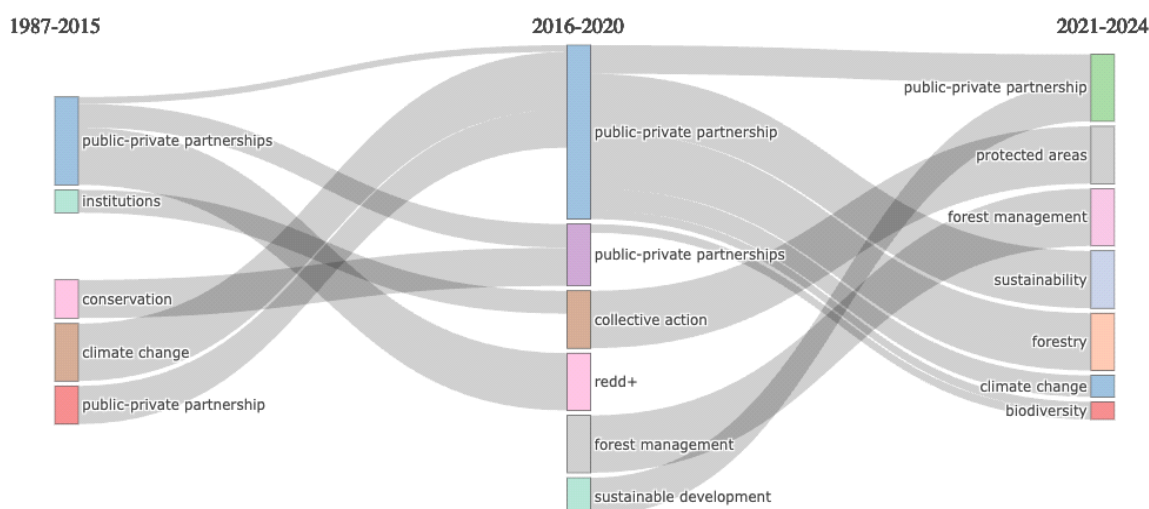 1987-2015
2016-2020
2021-2024
public-private partnerships
institutions
conservation
climate change
public-private partnership
public-private partnership
public-private partnerships
collective action
redd+
forest management
sustainable development
public-private partnership
protected areas
forest management
sustainability
forestry
climate change
biodiversity